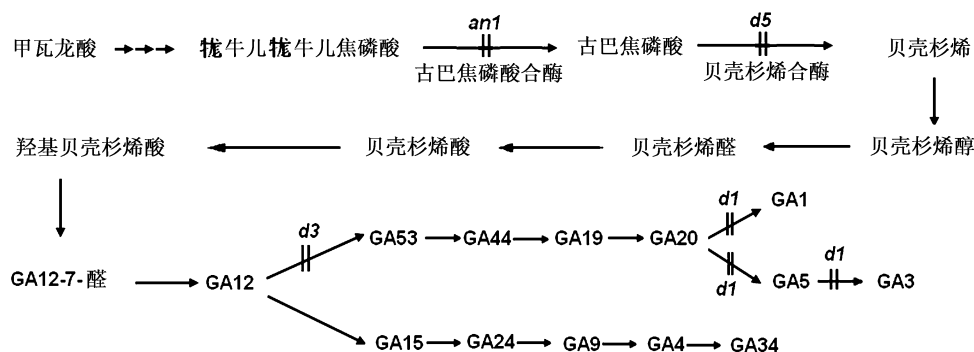 an1
d5
甲瓦龙酸
牻牛儿牻牛儿焦磷酸
古巴焦磷酸
贝壳杉烯
古巴焦磷酸合酶
贝壳杉烯合酶
羟基贝壳杉烯酸
贝壳杉烯酸
贝壳杉烯醛
贝壳杉烯醇
d1
GA1
d3
GA53
GA44
GA19
GA20
d1
GA12-7-醛
GA12
d1
GA5
GA3
GA15
GA24
GA9
GA4
GA34